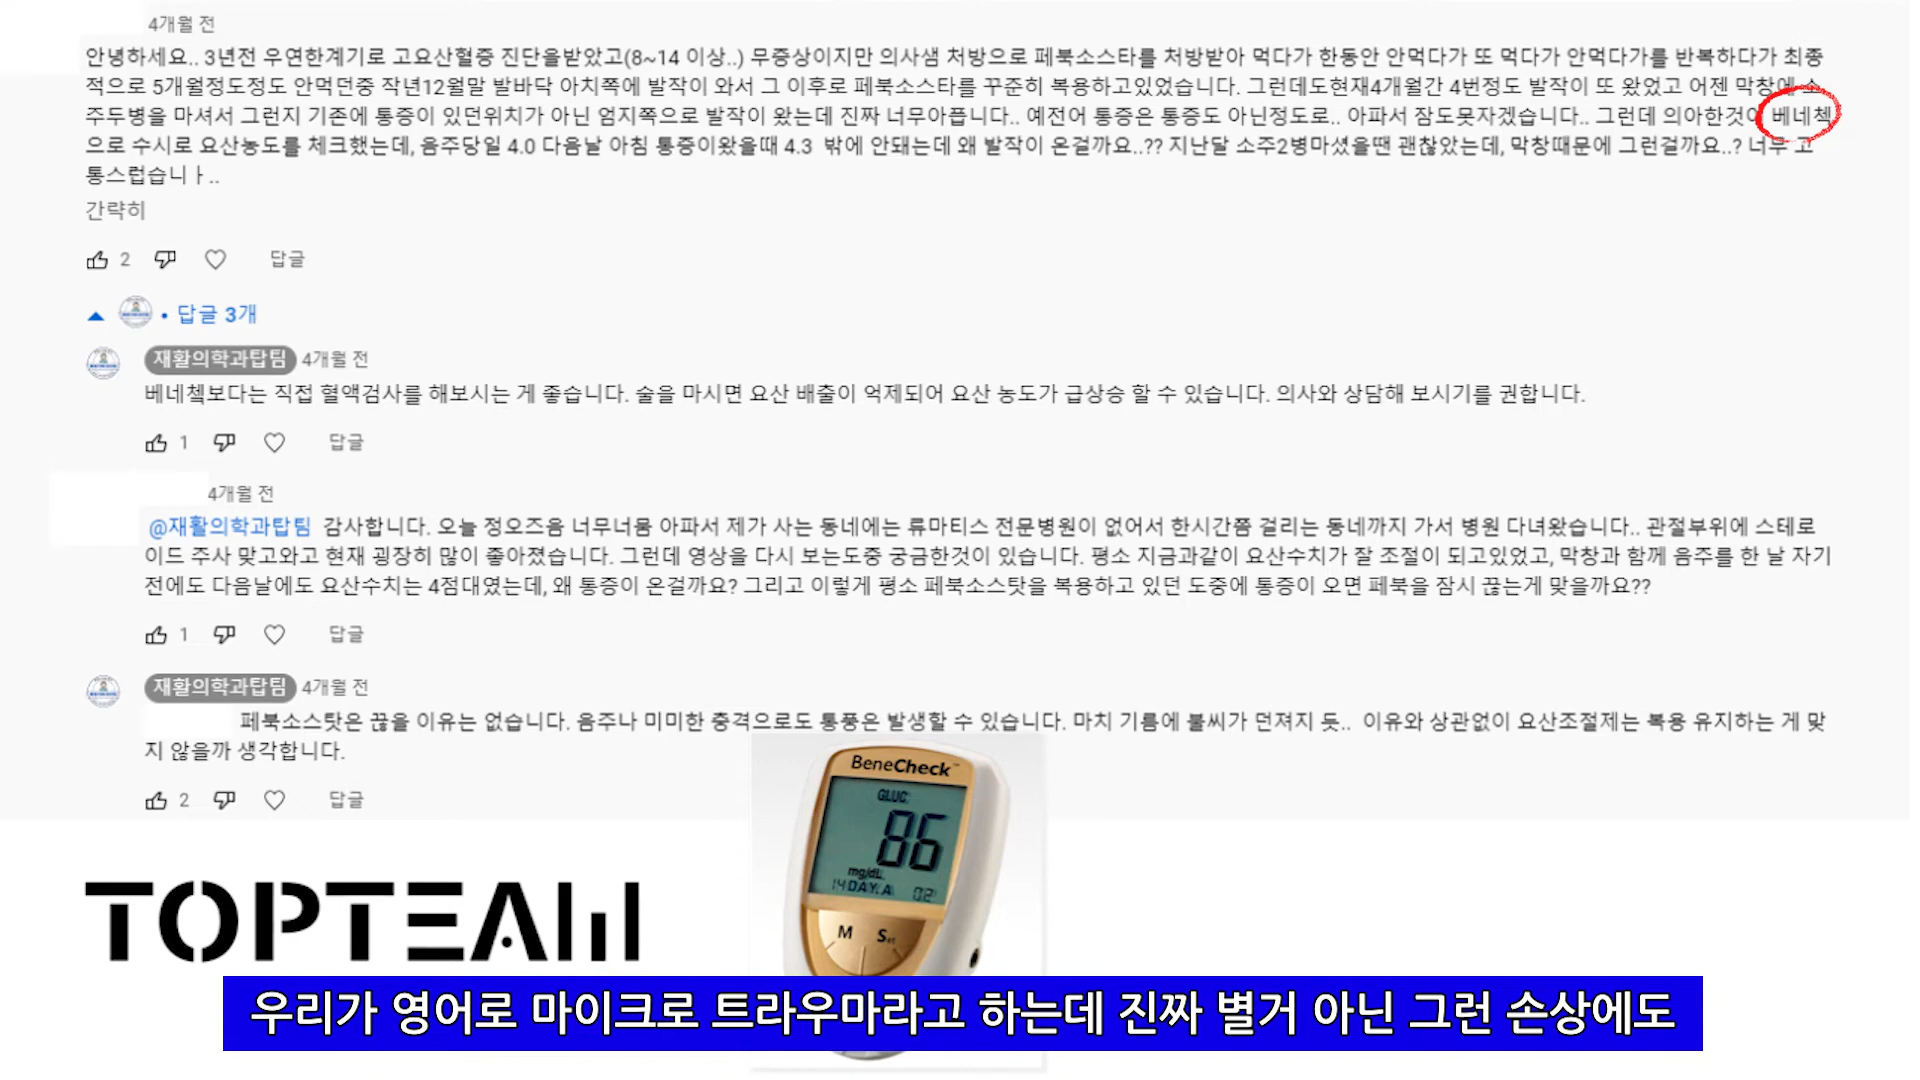 4개월 전
안녕하세요.. 3년전 우연한계기로 고요산혈증 진단을받았고(8~14 이상..) 무증상이지만 의사샘 처방으로 페북소스타를 처방받아 먹다가 한동안 안먹다가 또 먹다가 안먹다가를 반복하다가 최종
적으로 5개월정도정도 안먹던중 작년12월말 발바닥 아치쪽에 발작이 와서 그 이후로 페북소스타를 꾸준히 복용하고있었습니다. 그런데도현재4개월간 4번정도 발작이 또 왔었고 어젠 막창에 소
주두병을 마셔서 그런지 기존에 통증이 있던위치가 아닌 엄지쪽으로 발작이 왔는데 진짜 너무아픕니다.. 예전어 통증은 통증도 아닌정도로.. 아파서 잠도못자겠습니다.. 그런데 의아한것이 베네첵
으로 수시로 요산농도를 체크했는데, 음주당일 4.0 다음날 아침 통증이왔을때 4.3 밖에 안돼는데 왜 발작이 온걸까요..?? 지난달 소주2병마셨을땐 괜찮았는데, 막창때문에 그런걸까요..? 너무 고
통스럽습니ㅏ..
간략히
2 답글
• 답글 3개
재활의학과탑팀 4개월 전
베네첵보다는 직접 혈액검사를 해보시는 게 좋습니다. 술을 마시면 요산 배출이 억제되어 요산 농도가 급상승 할 수 있습니다. 의사와 상담해 보시기를 권합니다.
1 답글
4개월 전
@재활의학과탑팀 감사합니다. 오늘 정오즈음 너무너뭄 아파서 제가 사는 동네에는 류마티스 전문병원이 없어서 한시간쯤 걸리는 동네까지 가서 병원 다녀왔습니다.. 관절부위에 스테로
이드 주사 맞고와고 현재 굉장히 많이 좋아졌습니다. 그런데 영상을 다시 보는도중 궁금한것이 있습니다. 평소 지금과같이 요산수치가 잘 조절이 되고있었고, 막창과 함께 음주를 한 날 자기
전에도 다음날에도 요산수치는 4점대였는데, 왜 통증이 온걸까요? 그리고 이렇게 평소 페북소스탓을 복용하고 있던 도중에 통증이 오면 페북을 잠시 끊는게 맞을까요??
1 답글
재활의학과탑팀 4개월 전
페북소스탓은 끊을 이유는 없습니다. 음주나 미미한 충격으로도 통풍은 발생할 수 있습니다. 마치 기름에 불씨가 던져지 듯.. 이유와 상관없이 요산조절제는 복용 유지하는 게 맞
지 않을까 생각합니다.
2 답글
BeneCheck™
GLUC
86
mg/dL
14 DAY.A 02
M Set
TOPTEAM
우리가 영어로 마이크로 트라우마라고 하는데 진짜 별거 아닌 그런 손상에도